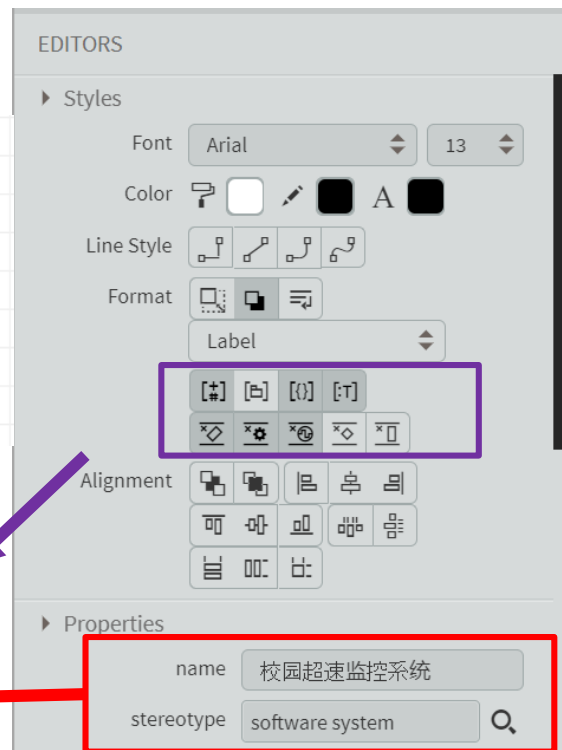 EDITORS
Styles
Font Arial 13
Color A
Line Style
Format
Label
[±#] [{}] [:T]
Alignment
Properties
name 校园超速监控系统
stereotype software system